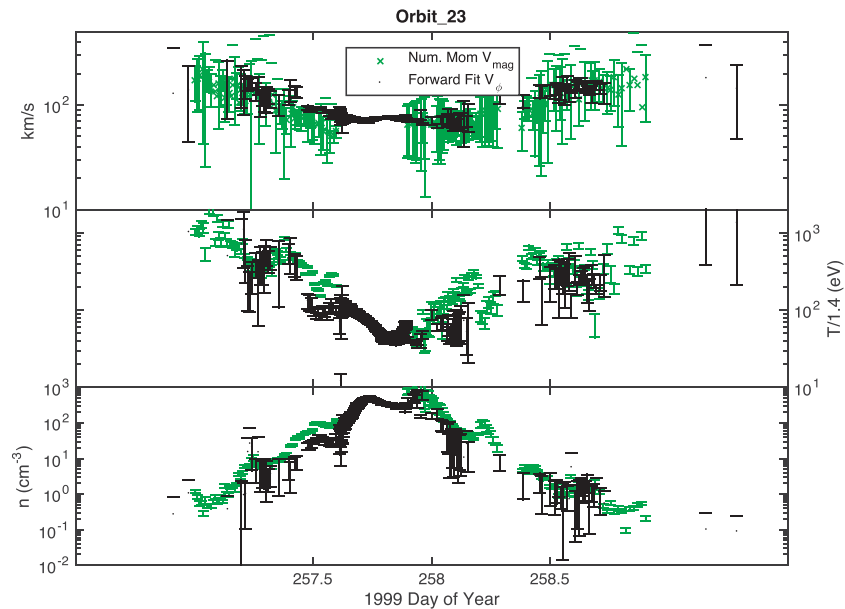 Orbit_23
Num. Mom V_mag
Forward Fit V_ϕ
km/s
10^2
10^1
10^3
10^2
10^1
T/1.4 (eV)
n (cm^-3)
10^3
10^2
10^1
10^0
10^-1
10^-2
257.5 258 258.5
1999 Day of Year